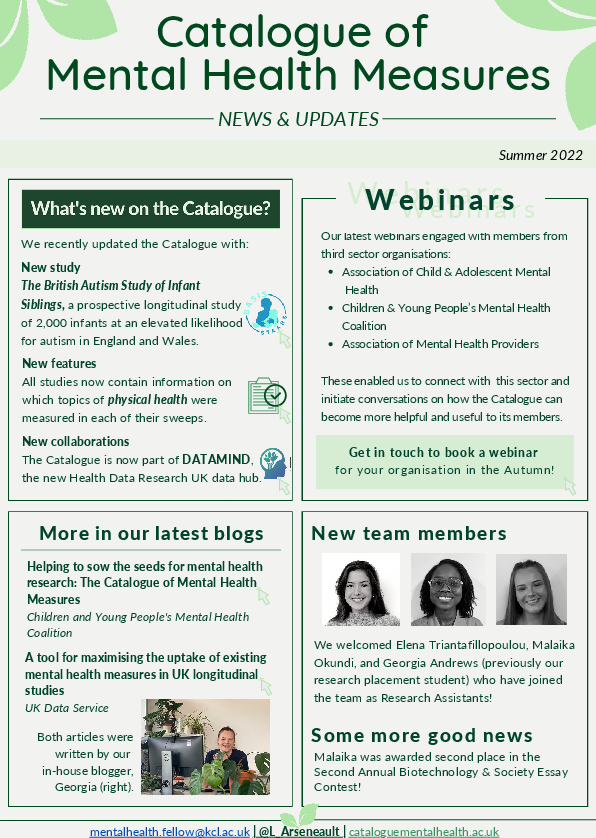 Catalogue of
Mental Health Measures
NEWS & UPDATES
Summer 2022
What's new on the Catalogue?
We recently updated the Catalogue with:
New study
The British Autism Study of Infant
Siblings, a prospective longitudinal study
of 2,000 infants at an elevated likelihood
for autism in England and Wales.
BASIS
STAARS
New features
All studies now contain information on
which topics of physical health were
measured in each of their sweeps.
New collaborations
The Catalogue is now part of DATAMIND,
the new Health Data Research UK data hub.
Webinars
Our latest webinars engaged with members from
third sector organisations:
• Association of Child & Adolescent Mental
Health
• Children & Young People's Mental Health
Coalition
• Association of Mental Health Providers
These enabled us to connect with this sector and
initiate conversations on how the Catalogue can
become more helpful and useful to its members.
Get in touch to book a webinar
for your organisation in the Autumn!
More in our latest blogs
Helping to sow the seeds for mental health
research: The Catalogue of Mental Health
Measures
Children and Young People's Mental Health
Coalition
A tool for maximising the uptake of existing
mental health measures in UK longitudinal
studies
UK Data Service
Both articles were
written by our
in-house blogger,
Georgia (right).
New team members
We welcomed Elena Triantafillopoulou, Malaika
Okundi, and Georgia Andrews (previously our
research placement student) who have joined
the team as Research Assistants!
Some more good news
Malaika was awarded second place in the
Second Annual Biotechnology & Society Essay
Contest!
mentalhealth.fellow@kcl.ac.uk | @L_Arseneault | cataloguementalhealth.ac.uk